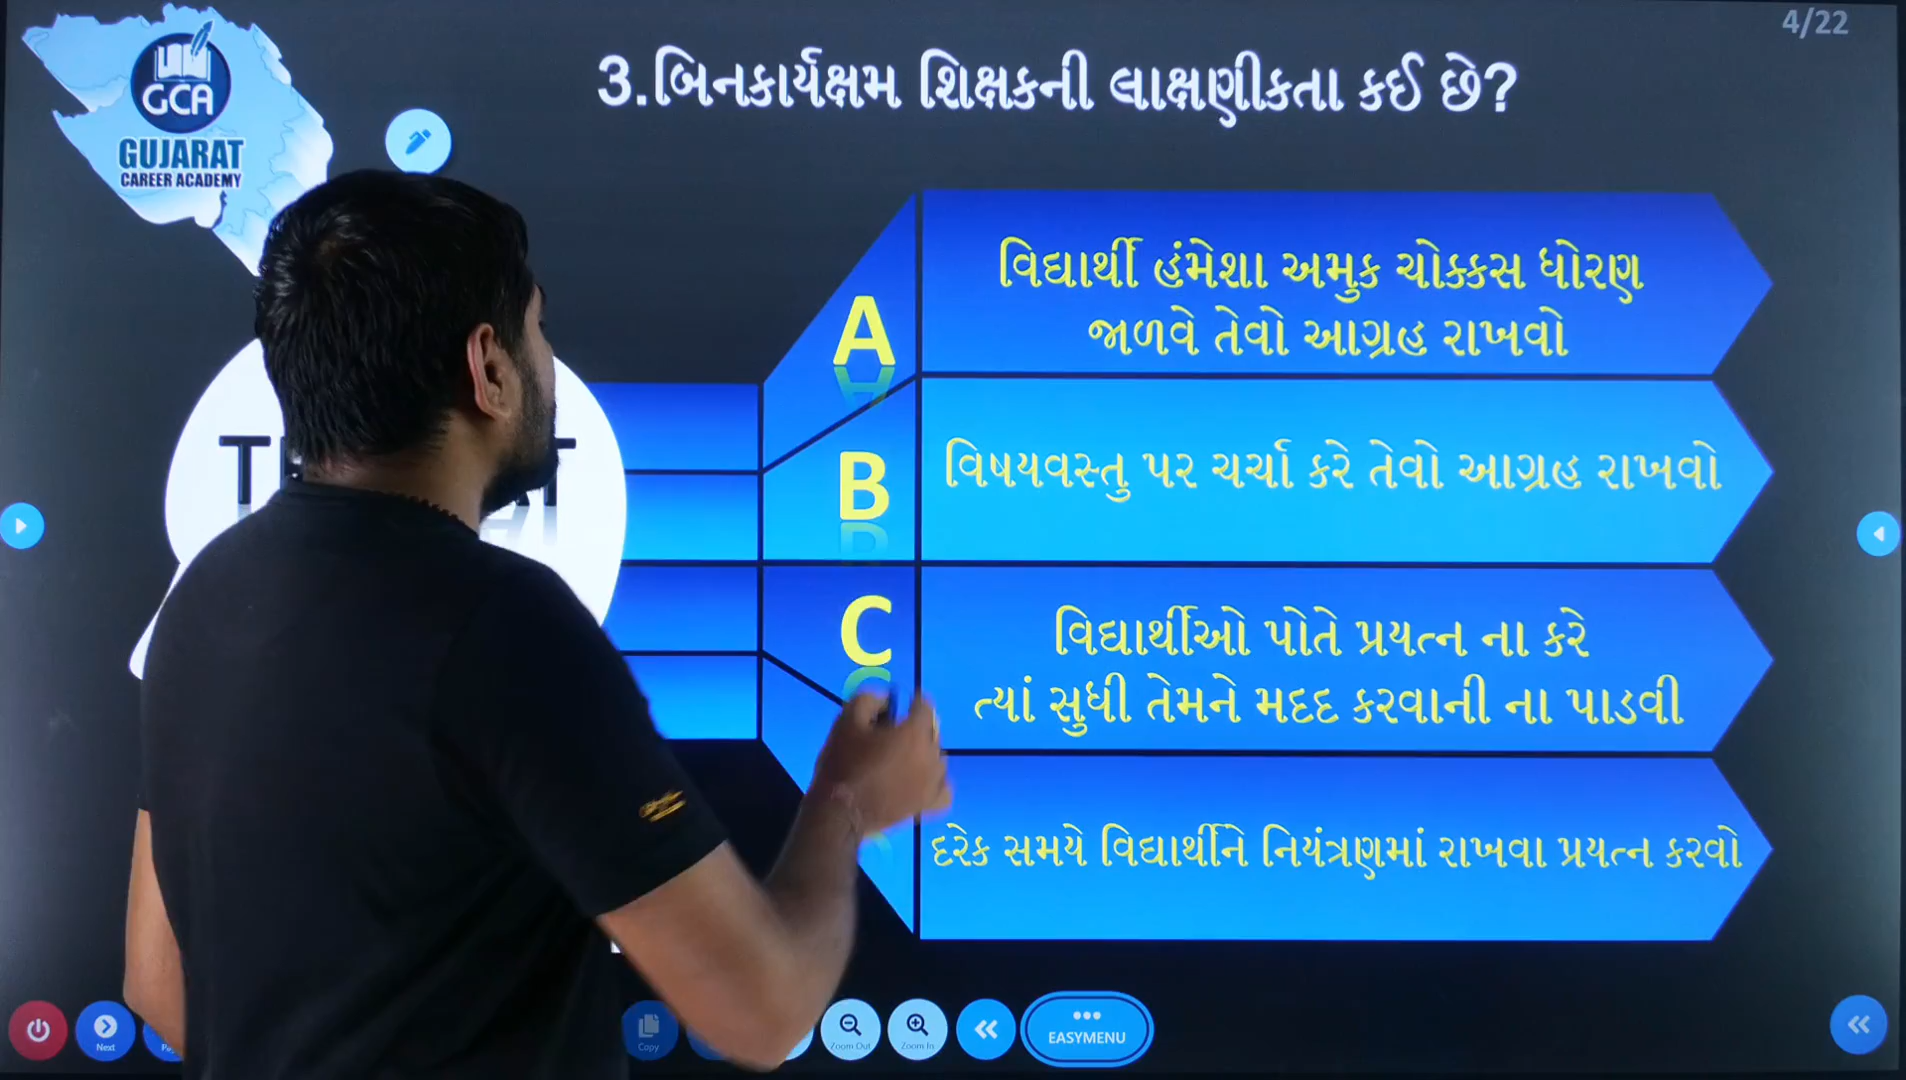 4/22
GCA
GUJARAT
CAREER ACADEMY
3.બિનકાર્યક્ષમ શિક્ષકની લાક્ષણીકતા કઈ છે?
A
વિદ્યાર્થી હંમેશા અમુક ચોક્કસ ધોરણ
જાળવે તેવો આગ્રહ રાખવો
B
વિષયવસ્તુ પર ચર્ચા કરે તેવો આગ્રહ રાખવો
C
વિદ્યાર્થીઓ પોતે પ્રયત્ન ના કરે
ત્યાં સુધી તેમને મદદ કરવાની ના પાડવી
દરેક સમયે વિદ્યાર્થીને નિયંત્રણમાં રાખવા પ્રયત્ન કરવો
Next
Copy
Zoom Out
Zoom In
EASYMENU